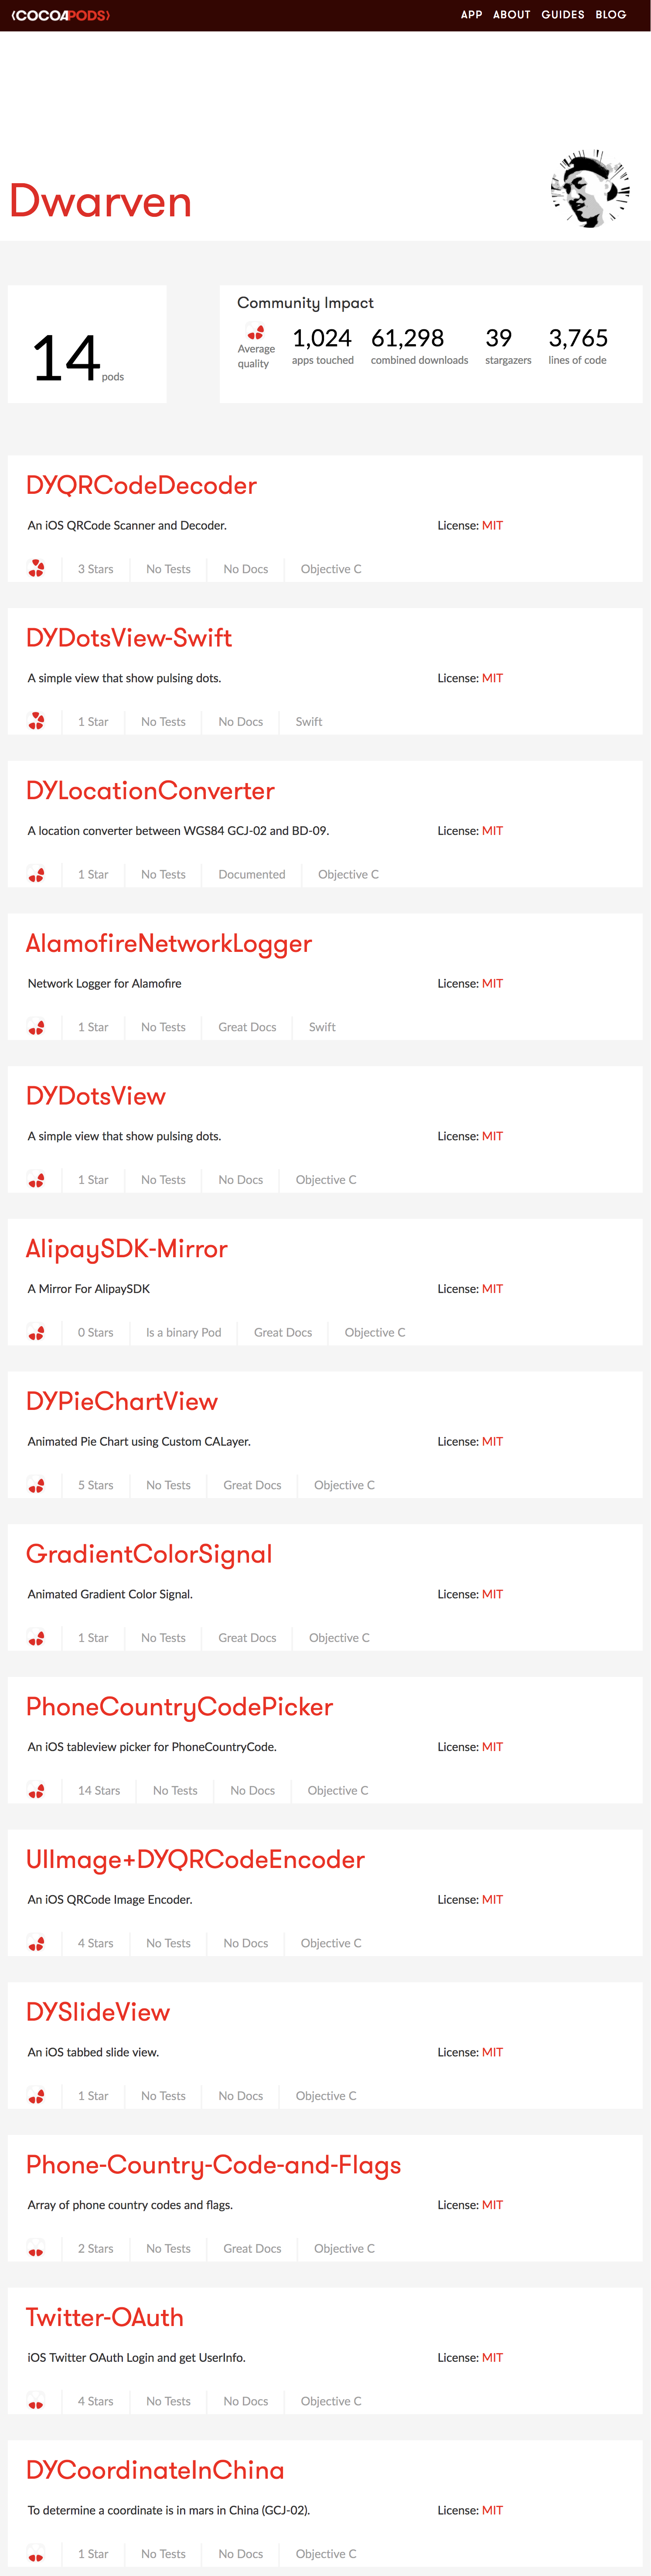 COCOAPODS APP ABOUT GUIDES BLOG
Dwarven
14 pods
Community Impact
Average quality
1,024 apps touched
61,298 combined downloads
39 stargazers
3,765 lines of code
DYQRCodeDecoder
An iOS QRCode Scanner and Decoder. License: MIT
3 Stars No Tests No Docs Objective C
DYDotsView-Swift
A simple view that show pulsing dots. License: MIT
1 Star No Tests No Docs Swift
DYLocationConverter
A location converter between WGS84 GCJ-02 and BD-09. License: MIT
1 Star No Tests Documented Objective C
AlamofireNetworkLogger
Network Logger for Alamofire License: MIT
1 Star No Tests Great Docs Swift
DYDotsView
A simple view that show pulsing dots. License: MIT
1 Star No Tests No Docs Objective C
AlipaySDK-Mirror
A Mirror For AlipaySDK License: MIT
0 Stars Is a binary Pod Great Docs Objective C
DYPieChartView
Animated Pie Chart using Custom CALayer. License: MIT
5 Stars No Tests Great Docs Objective C
GradientColorSignal
Animated Gradient Color Signal. License: MIT
1 Star No Tests Great Docs Objective C
PhoneCountryCodePicker
An iOS tableview picker for PhoneCountryCode. License: MIT
14 Stars No Tests No Docs Objective C
UIImage+DYQRCodeEncoder
An iOS QRCode Image Encoder. License: MIT
4 Stars No Tests No Docs Objective C
DYSlideView
An iOS tabbed slide view. License: MIT
1 Star No Tests No Docs Objective C
Phone-Country-Code-and-Flags
Array of phone country codes and flags. License: MIT
2 Stars No Tests Great Docs Objective C
Twitter-OAuth
iOS Twitter OAuth Login and get UserInfo. License: MIT
4 Stars No Tests No Docs Objective C
DYCoordinateInChina
To determine a coordinate is in mars in China (GCJ-02). License: MIT
1 Star No Tests No Docs Objective C